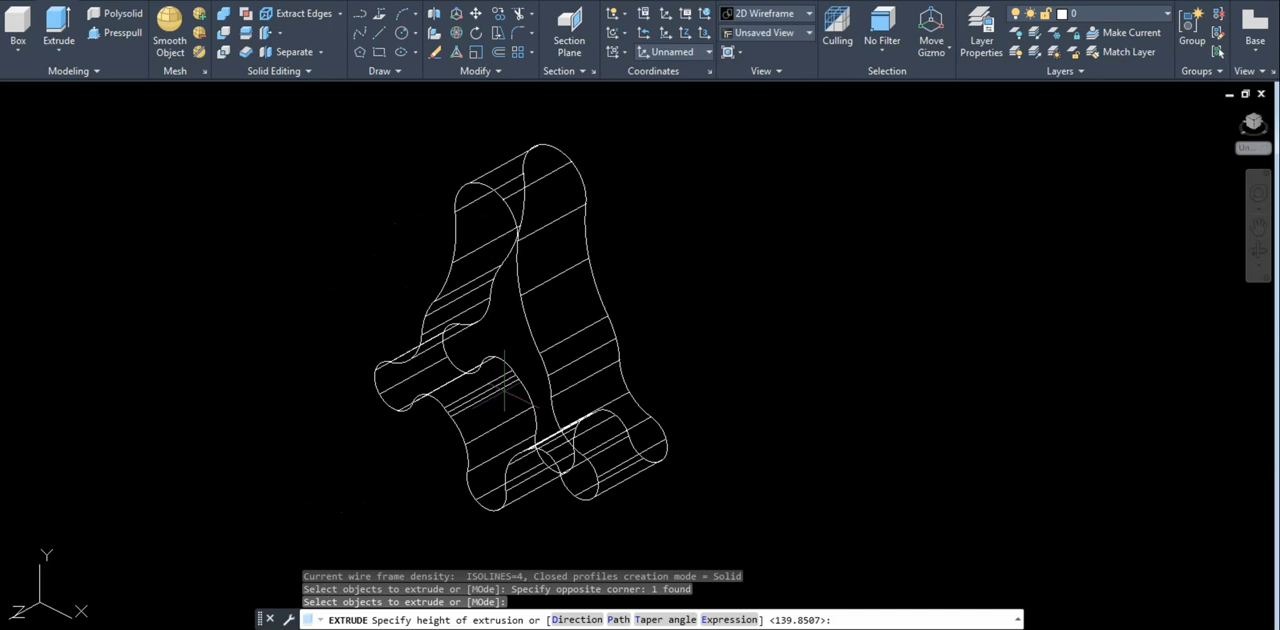 Polysolid
Presspull
Box
Extrude
Modeling
Smooth
Object
Mesh
Extract Edges
Separate
Solid Editing
Draw
Modify
Section
Plane
Section
Unnamed
Coordinates
2D Wireframe
Unsaved View
View
Culling
No Filter
Move
Gizmo
Selection
Layer
Properties
0
Make Current
Match Layer
Layers
Group
Groups
Base
View
Un...
Y
Z
X
Current wire frame density:  ISOLINES=4, Closed profiles creation mode = Solid
Select objects to extrude or [MOde]: Specify opposite corner: 1 found
Select objects to extrude or [MOde]:
EXTRUDE Specify height of extrusion or [Direction Path Taper angle Expression] <139.8507>: